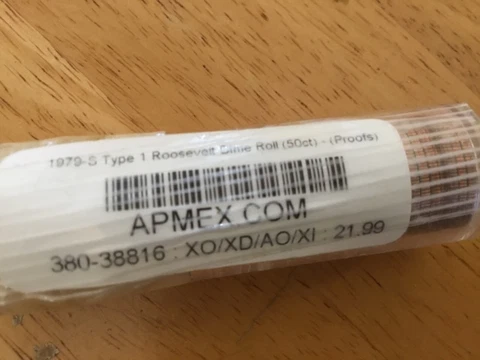 1979-S Type 1 Roosevelt Dime Roll (50ct) - (Proofs)
APMEX.COM
380-38816 : XO/XD/AO/XI : 21.99